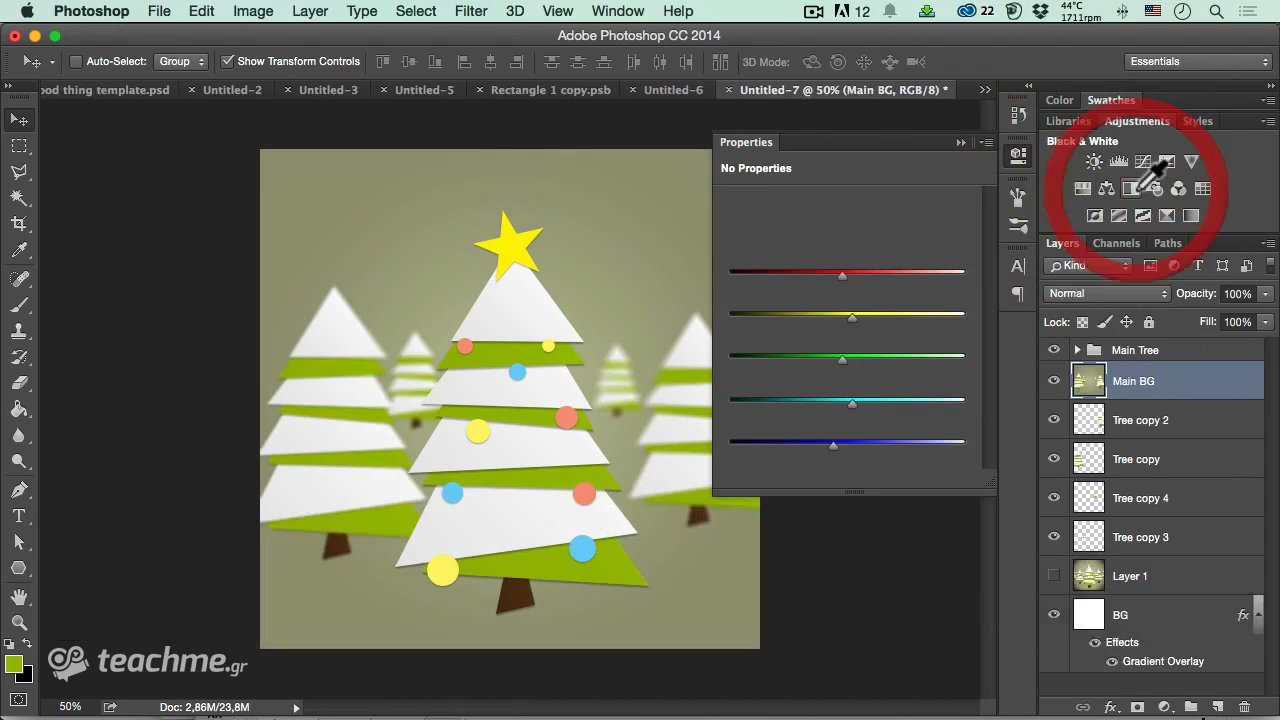 Photoshop File Edit Image Layer Type Select Filter 3D View Window Help 12 22 44°C 1711rpm
Adobe Photoshop CC 2014
Auto-Select: Group Show Transform Controls 3D Mode: Essentials
ood thing template.psd × Untitled-2 × Untitled-3 × Untitled-5 × Rectangle 1 copy.psb × Untitled-6 × Untitled-7 @ 50% (Main BG, RGB/8) *
Color Swatches
Libraries Adjustments Styles
Black & White
Properties
No Properties
Layers Channels Paths
Kind
Normal Opacity: 100%
Lock: Fill: 100%
Main Tree
Main BG
Tree copy 2
Tree copy
Tree copy 4
Tree copy 3
Layer 1
BG fx
Effects
Gradient Overlay
teachme.gr
50% Doc: 2,86M/23,8M
fx